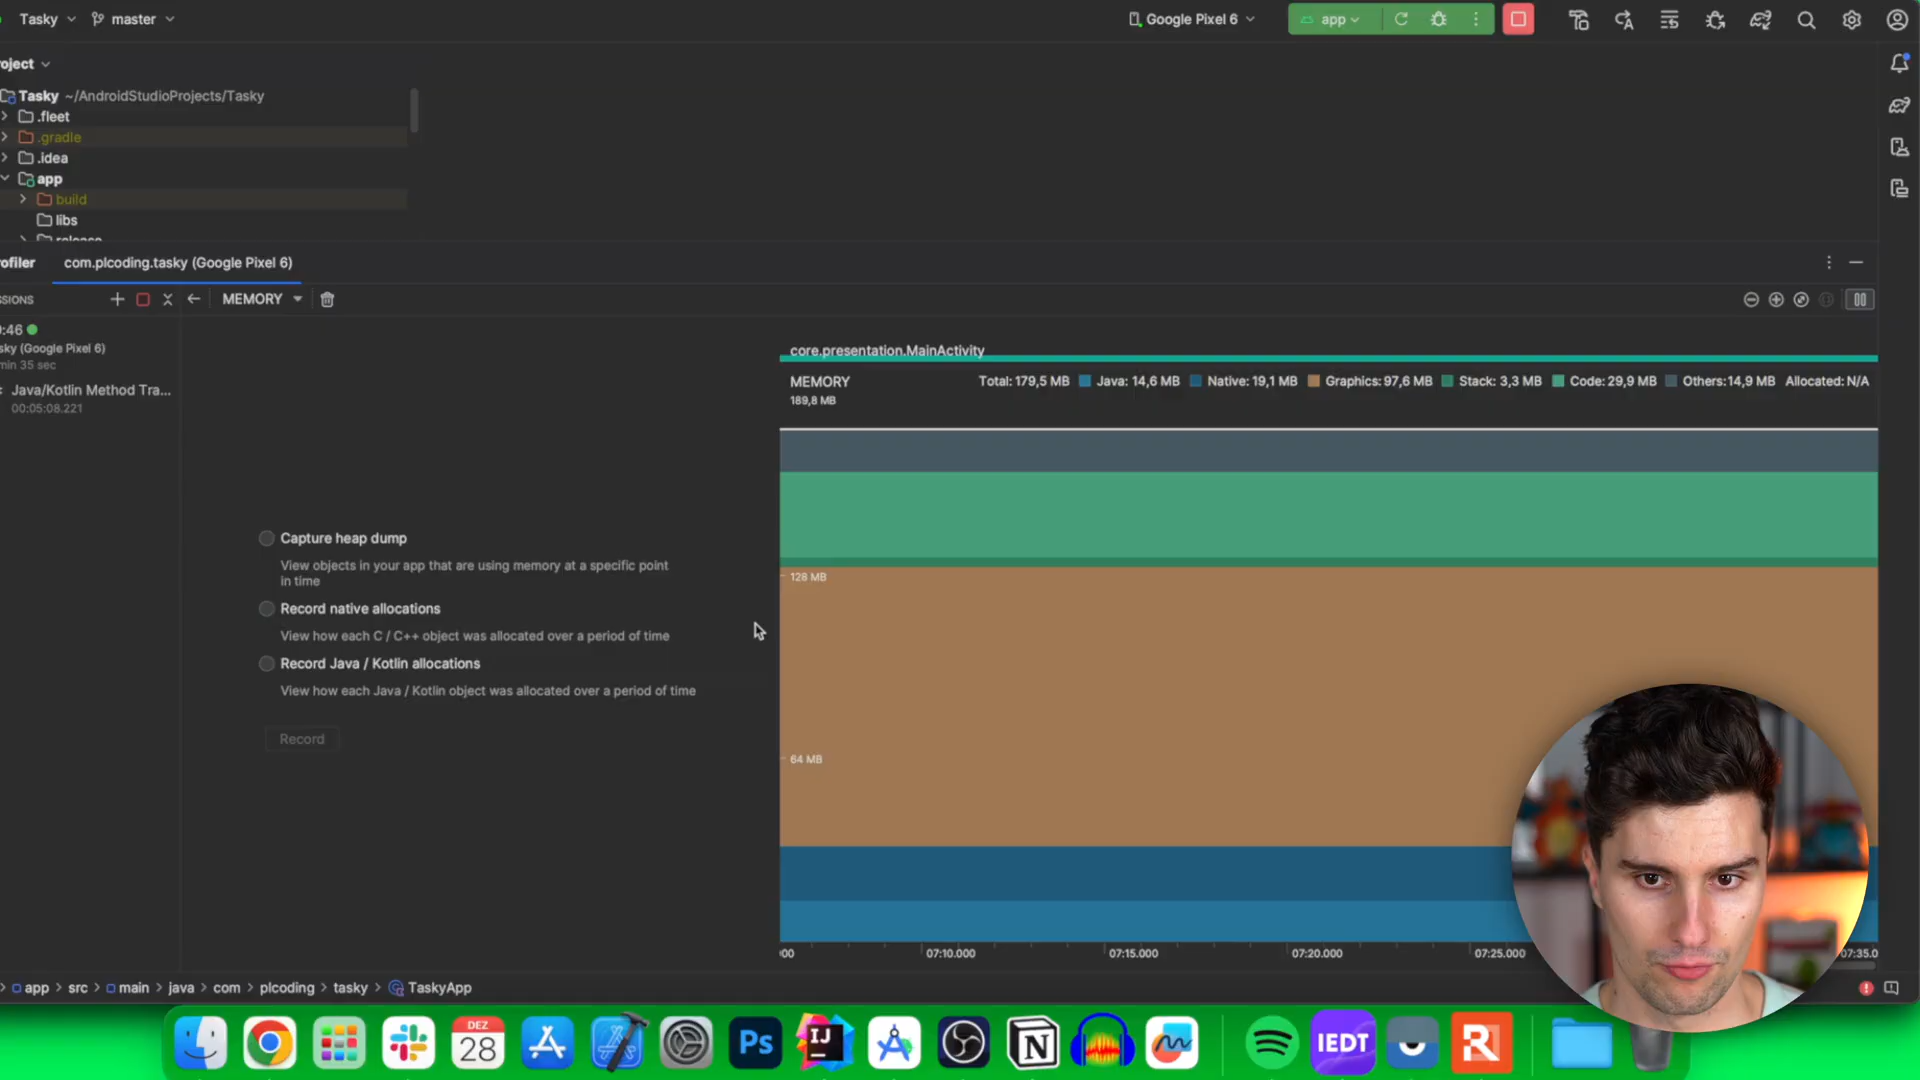 Tasky
master
Google Pixel 6
app
oject
Tasky ~/AndroidStudioProjects/Tasky
.fleet
.gradle
.idea
app
build
libs
release
ofiler
com.plcoding.tasky (Google Pixel 6)
SIONS
MEMORY
:46
sky (Google Pixel 6)
min 35 sec
Java/Kotlin Method Tra...
00:05:08.221
core.presentation.MainActivity
MEMORY
189,8 MB
Total: 179,5 MB
Java: 14,6 MB
Native: 19,1 MB
Graphics: 97,6 MB
Stack: 3,3 MB
Code: 29,9 MB
Others: 14,9 MB
Allocated: N/A
128 MB
64 MB
Capture heap dump
View objects in your app that are using memory at a specific point
in time
Record native allocations
View how each C / C++ object was allocated over a period of time
Record Java / Kotlin allocations
View how each Java / Kotlin object was allocated over a period of time
Record
00
07:10.000
07:15.000
07:20.000
07:25.000
07:35.0
app > src > main > java > com > plcoding > tasky > TaskyApp
DEZ
28
Ps
IJ
N
IEDT
R